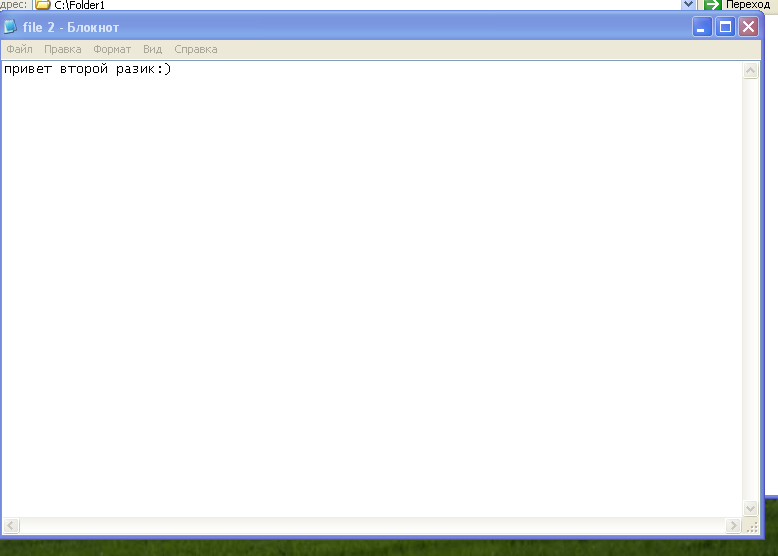 дрес: C:\Folder1 Переход
file 2 - Блокнот
Файл Правка Формат Вид Справка
привет второй разик:)